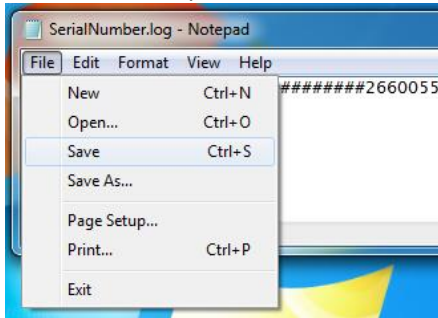 SerialNumber.log - Notepad
File Edit Format View Help
New Ctrl+N
########2660055
Open... Ctrl+O
Save Ctrl+S
Save As...
Page Setup...
Print... Ctrl+P
Exit